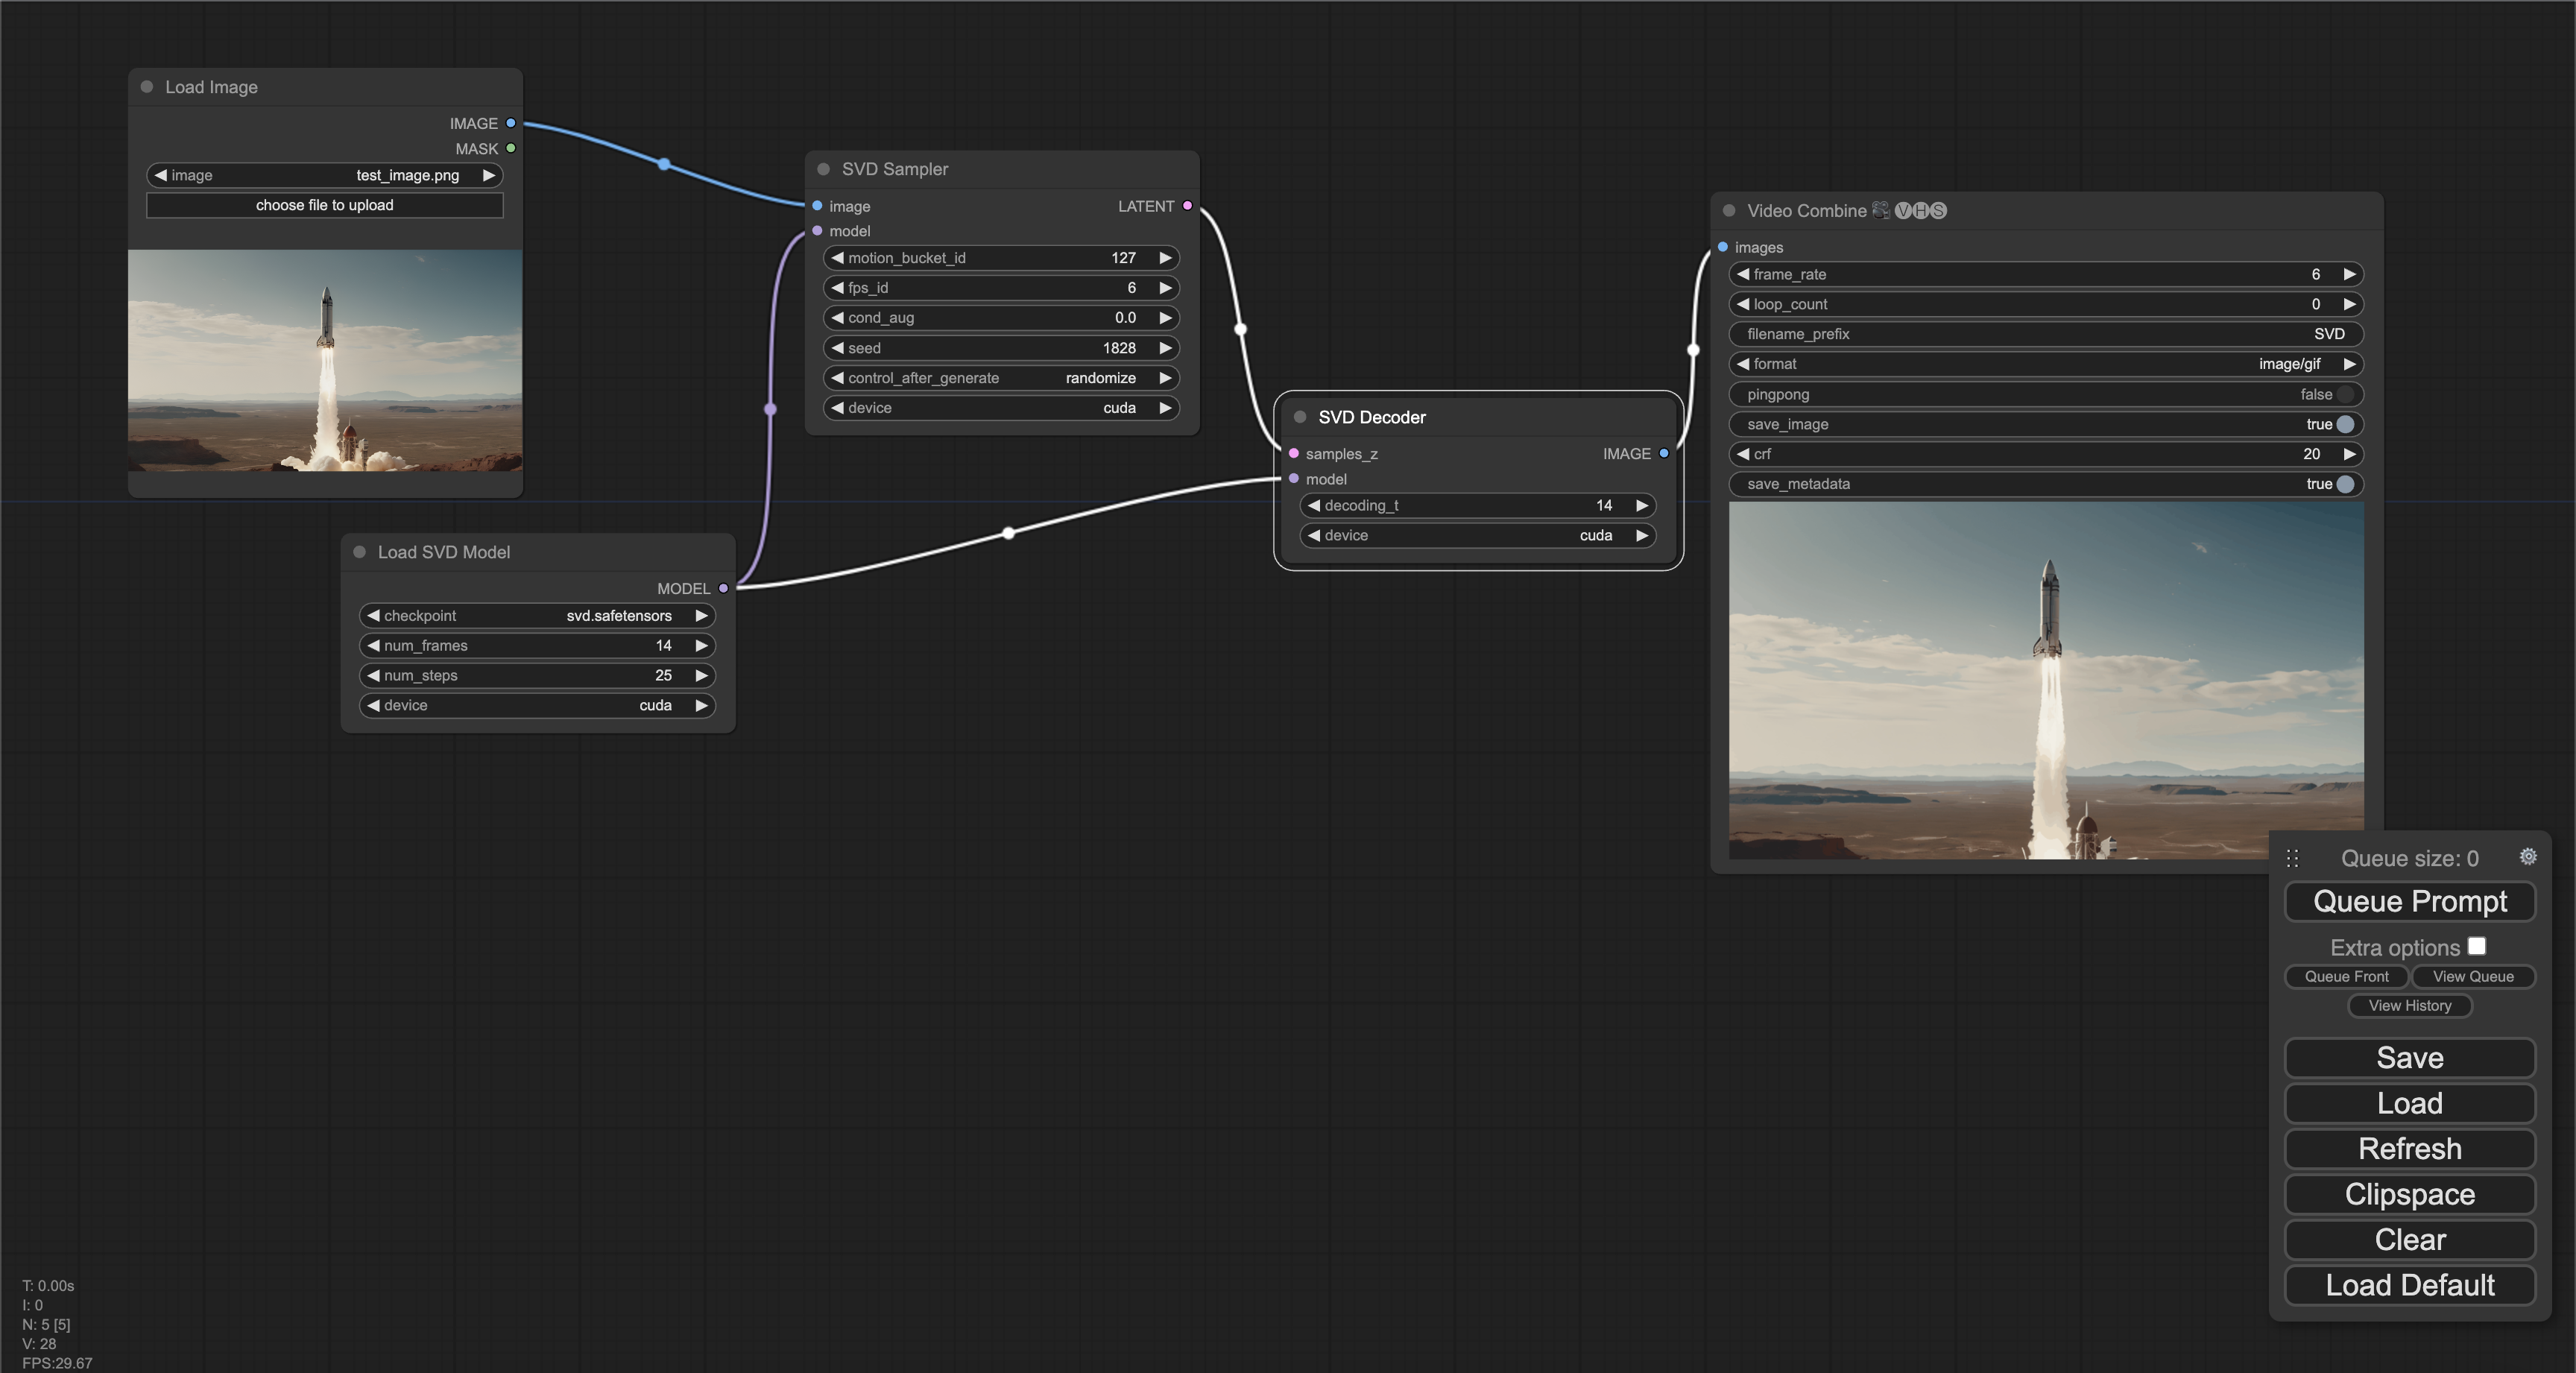 Load Image
IMAGE
MASK
image test_image.png
choose file to upload
Load SVD Model
MODEL
checkpoint svd.safetensors
num_frames 14
num_steps 25
device cuda
SVD Sampler
image LATENT
model
motion_bucket_id 127
fps_id 6
cond_aug 0.0
seed 1828
control_after_generate randomize
device cuda
SVD Decoder
samples_z IMAGE
model
decoding_t 14
device cuda
Video Combine 🎥🅥🅗🅢
images
frame_rate 6
loop_count 0
filename_prefix SVD
format image/gif
pingpong false
save_image true
crf 20
save_metadata true
Queue size: 0
Queue Prompt
Extra options
Queue Front View Queue
View History
Save
Load
Refresh
Clipspace
Clear
Load Default
T: 0.00s
I: 0
N: 5 [5]
V: 28
FPS:29.67